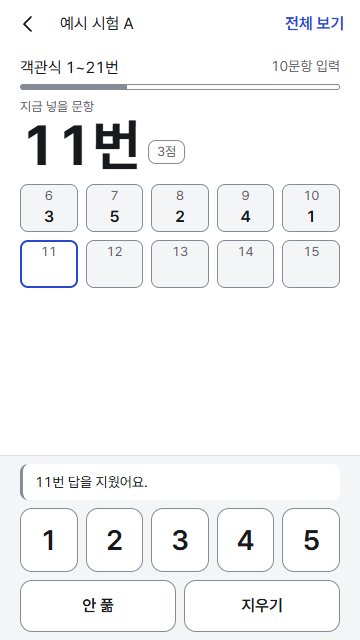 예시 시험 A 전체 보기
객관식 1~21번 10문항 입력
지금 넣을 문항
11번 3점
6 7 8 9 10
3 5 2 4 1
11 12 13 14 15
11번 답을 지웠어요.
1 2 3 4 5
안 풂 지우기